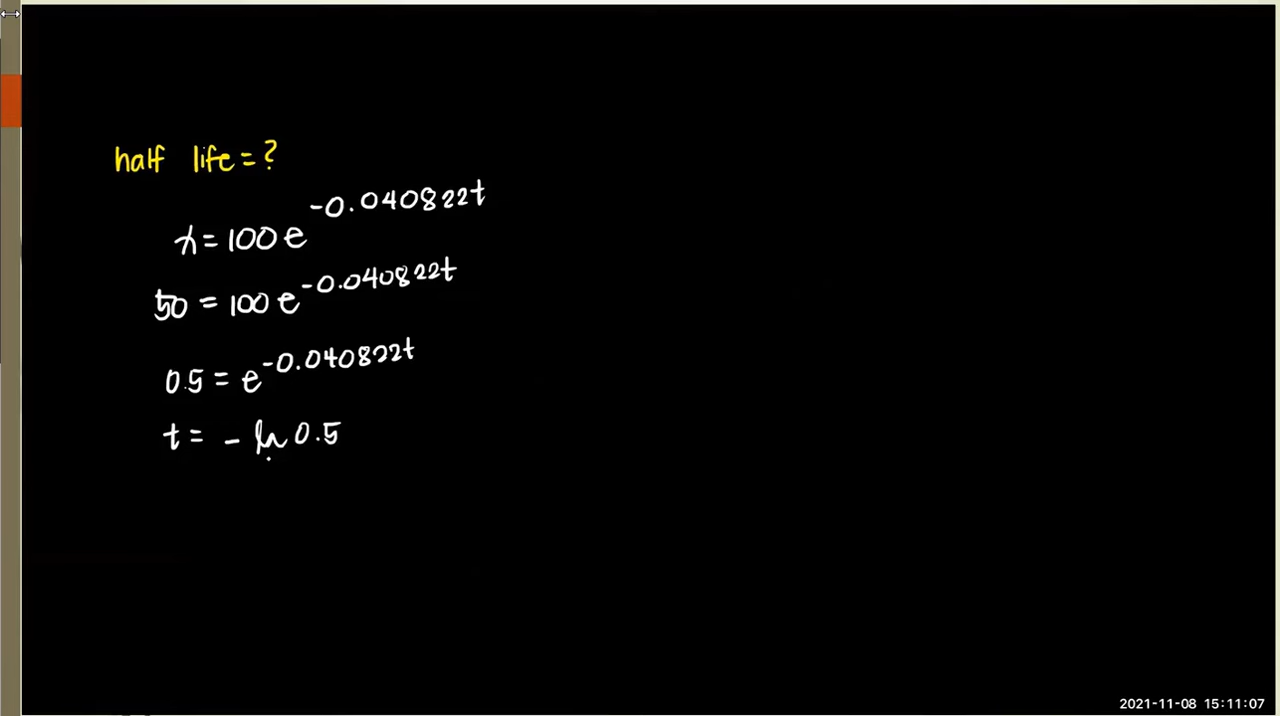 half life = ?
x = 100 e^{-0.040822t}
50 = 100 e^{-0.040822t}
0.5 = e^{-0.040822t}
t = - ln 0.5
2021-11-08 15:11:07